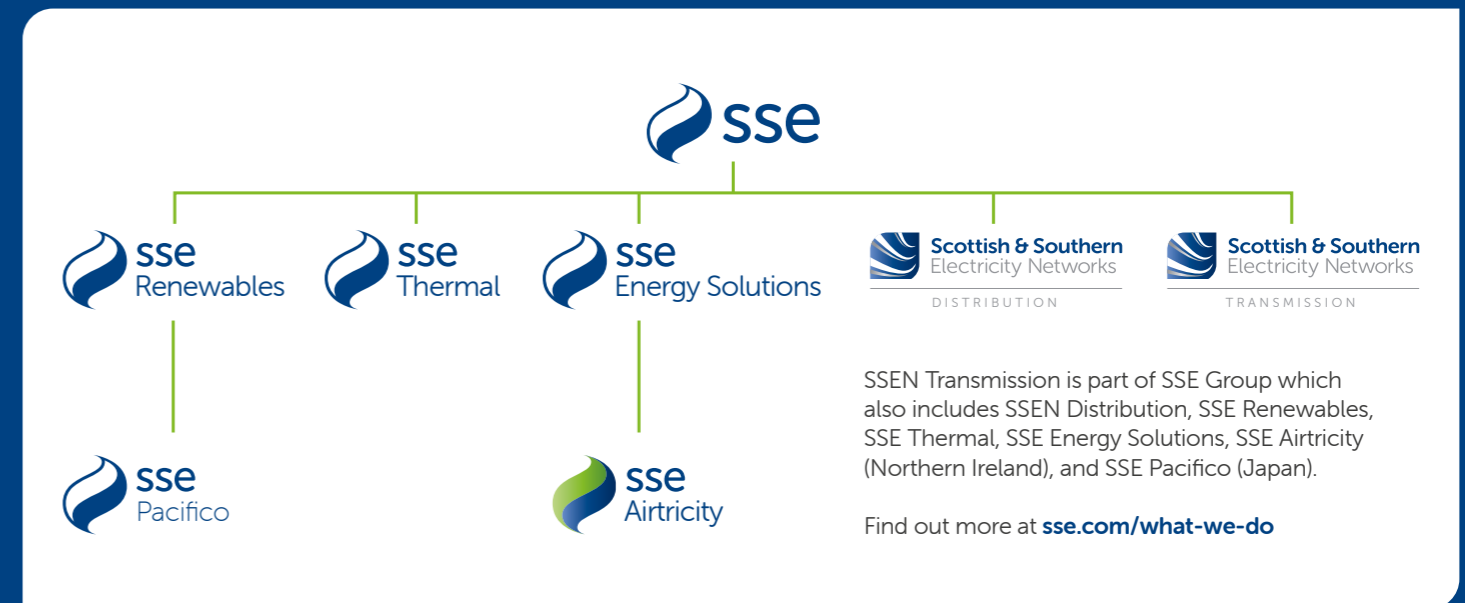 sse
sse
Renewables
sse
Thermal
sse
Energy Solutions
Scottish & Southern
Electricity Networks
DISTRIBUTION
Scottish & Southern
Electricity Networks
TRANSMISSION
sse
Pacifico
sse
Airtricity
SSEN Transmission is part of SSE Group which
also includes SSEN Distribution, SSE Renewables,
SSE Thermal, SSE Energy Solutions, SSE Airtricity
(Northern Ireland), and SSE Pacifico (Japan).
Find out more at sse.com/what-we-do